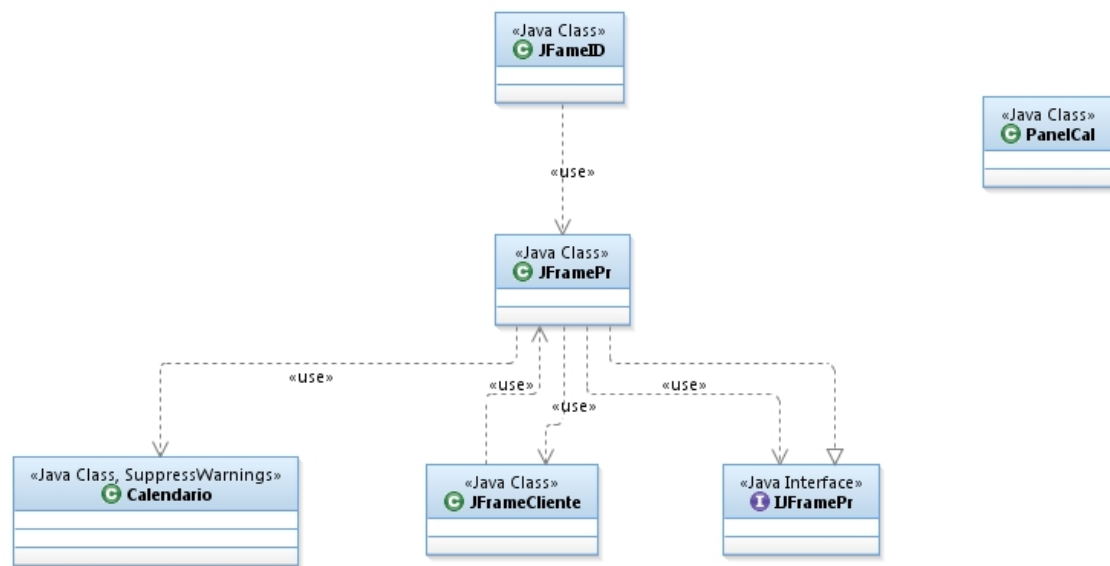 «Java Class»
C JFameID
«Java Class»
C PanelCal
«use»
«Java Class»
C JFramePr
«use»
«use»
«use»
«use»
«Java Class, SuppressWarnings»
C Calendario
«Java Class»
C JFrameCliente
«Java Interface»
I IJFramePr